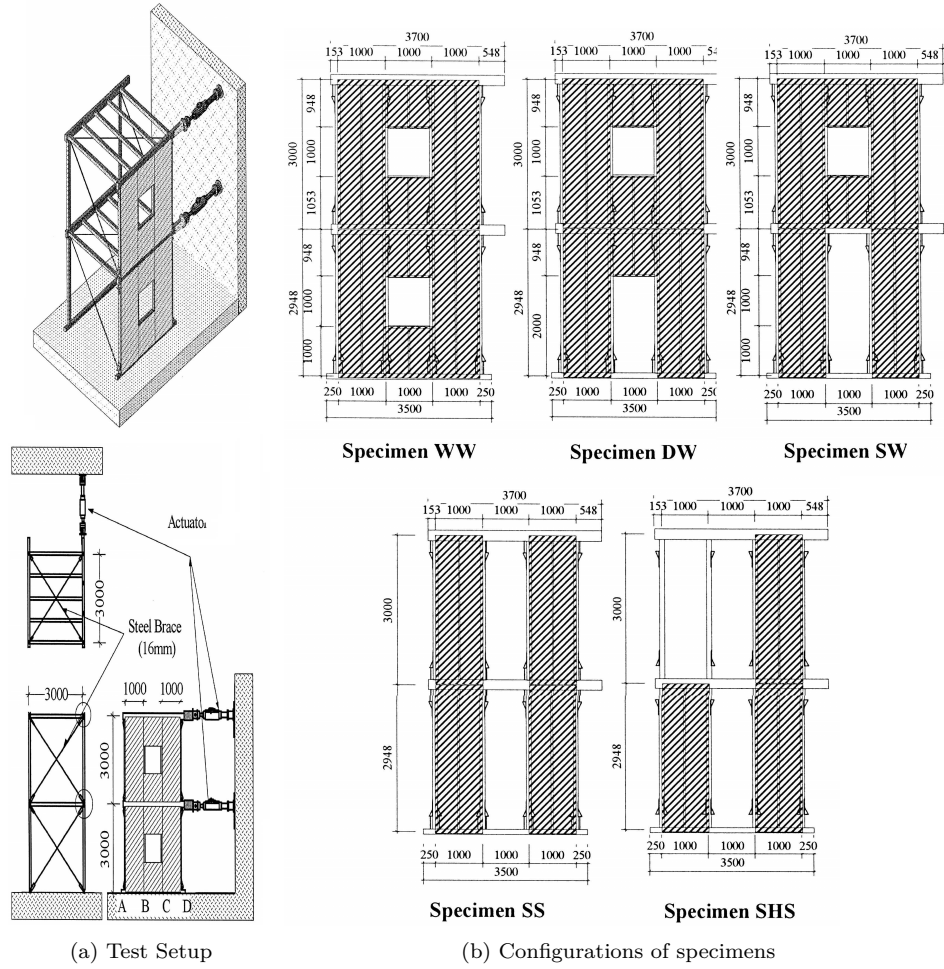 Actuator
3000
Steel Brace
(16mm)
3000
1000 1000
3000
3000
A B C D
(a) Test Setup
3700
153 1000 1000 1000 548
948
1000
1053
3000
948
1000
1000
2948
250 1000 1000 1000 250
3500
Specimen WW
3700
153 1000 1000 1000 548
948
1000
1053
3000
948
2000
2948
250 1000 1000 1000 250
3500
Specimen DW
3700
153 1000 1000 1000 548
948
1000
1053
3000
948
1000
1000
2948
250 1000 1000 1000 250
3500
Specimen SW
3700
153 1000 1000 1000 548
3000
2948
250 1000 1000 1000 250
3500
Specimen SS
3700
153 1000 1000 1000 548
3000
2948
250 1000 1000 1000 250
3500
Specimen SHS
(b) Configurations of specimens